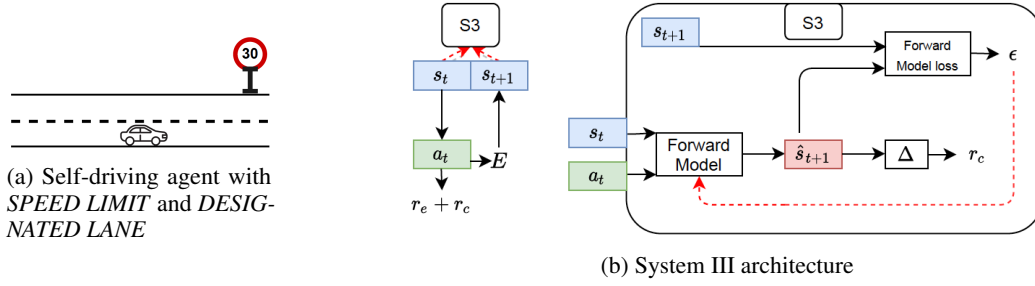 30
(a) Self-driving agent with
SPEED LIMIT and DESIG-
NATED LANE
S3
s_t s_{t+1}
a_t E
r_e + r_c
S3
s_{t+1}
Forward
Model loss
ϵ
s_t
a_t
Forward
Model
ŝ_{t+1}
Δ
r_c
(b) System III architecture